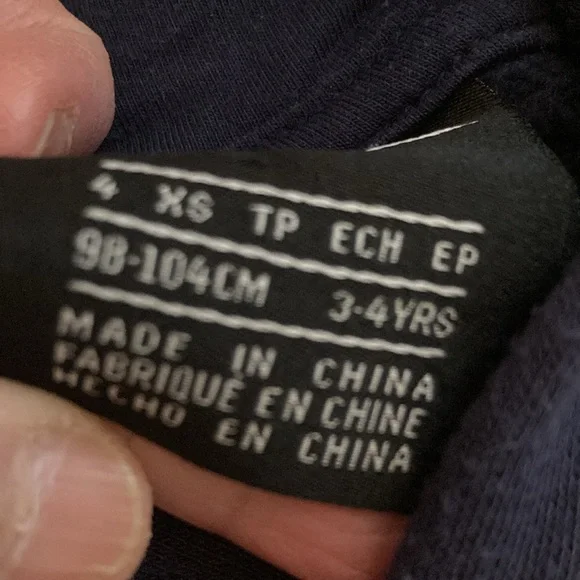 4 XS TP ECH EP
98-104CM 3-4YRS
MADE IN CHINA
FABRIQUÉ EN CHINE
HECHO EN CHINA